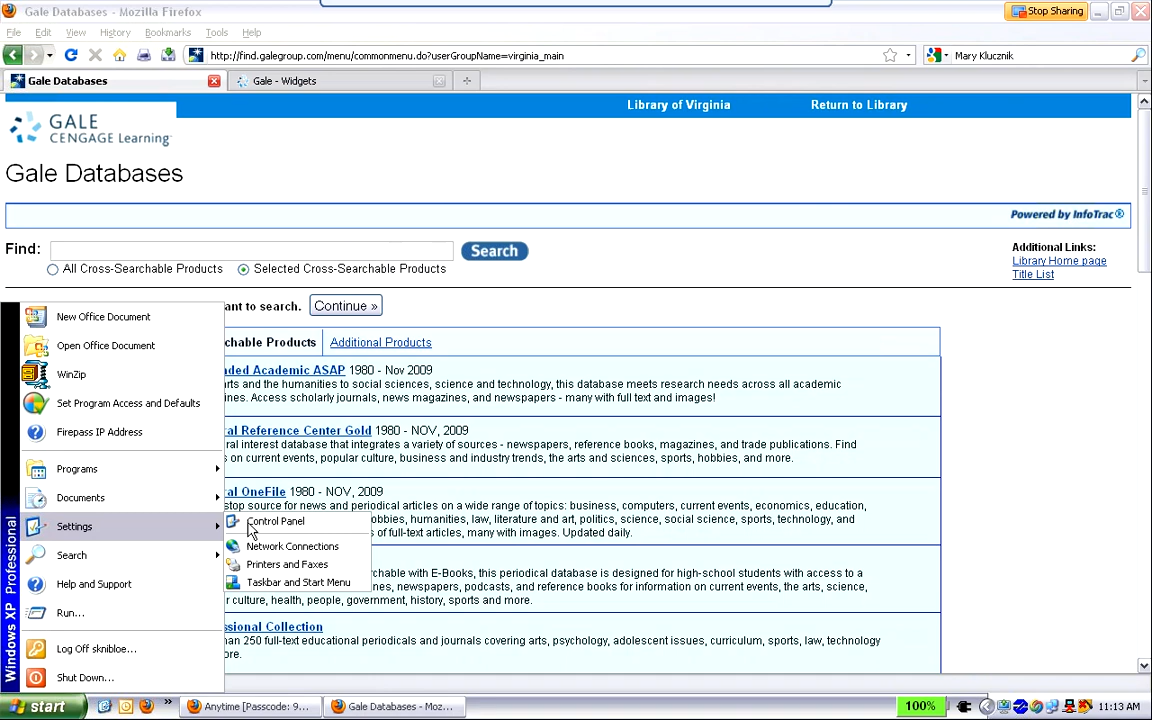 Gale Databases - Mozilla Firefox
Stop Sharing
File Edit View History Bookmarks Tools Help
http://find.galegroup.com/menu/commonmenu.do?userGroupName=virginia_main
Mary Klucznik
Gale Databases
Gale - Widgets
Library of Virginia
Return to Library
GALE
CENGAGE Learning
Gale Databases
Powered by InfoTrac®
Find:
Search
All Cross-Searchable Products
Selected Cross-Searchable Products
Additional Links:
Library Home page
Title List
ant to search.
Continue »
chable Products
Additional Products
nded Academic ASAP 1980 - Nov 2009
arts and the humanities to social sciences, science and technology, this database meets research needs across all academic
ines. Access scholarly journals, news magazines, and newspapers - many with full text and images!
ral Reference Center Gold 1980 - NOV, 2009
ral interest database that integrates a variety of sources - newspapers, reference books, magazines, and trade publications. Find
s on current events, popular culture, business and industry trends, the arts and sciences, sports, hobbies, and more.
ral OneFile 1980 - NOV, 2009
stop source for news and periodical articles on a wide range of topics: business, computers, current events, economics, education,
obbies, humanities, law, literature and art, politics, science, social science, sports, technology, and
s of full-text articles, many with images. Updated daily.
archable with E-Books, this periodical database is designed for high-school students with access to a
nes, newspapers, podcasts, and reference books for information on current events, the arts, science,
r culture, health, people, government, history, sports and more.
ssional Collection
han 250 full-text educational periodicals and journals covering arts, psychology, adolescent issues, curriculum, sports, law, technology
ore.
New Office Document
Open Office Document
WinZip
Set Program Access and Defaults
Firepass IP Address
Programs
Documents
Settings
Search
Help and Support
Run...
Log Off sknibloe...
Shut Down...
Windows XP Professional
Control Panel
Network Connections
Printers and Faxes
Taskbar and Start Menu
start
Anytime [Passcode: 9...
Gale Databases - Moz...
100%
11:13 AM